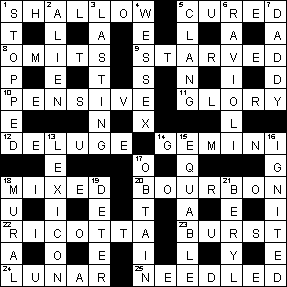 1 S H 2 A L 3 L O 4 W 5 C U 6 R E 7 D
T L A E L A A
8 O M I T S 9 S T A R V E D
P E T S N I D
10 P E N S I V E 11 G L O R Y
E N X L
12 D E 13 L U G E 14 G 15 E M I N 16 I
E 17 O Q G
18 M I X E 19 D 20 B O U R 21 B O N
U I E T A E I
22 R I C O T T A 23 B U R S T
A O E I L Y E
24 L U N A R 25 N E E D L E D